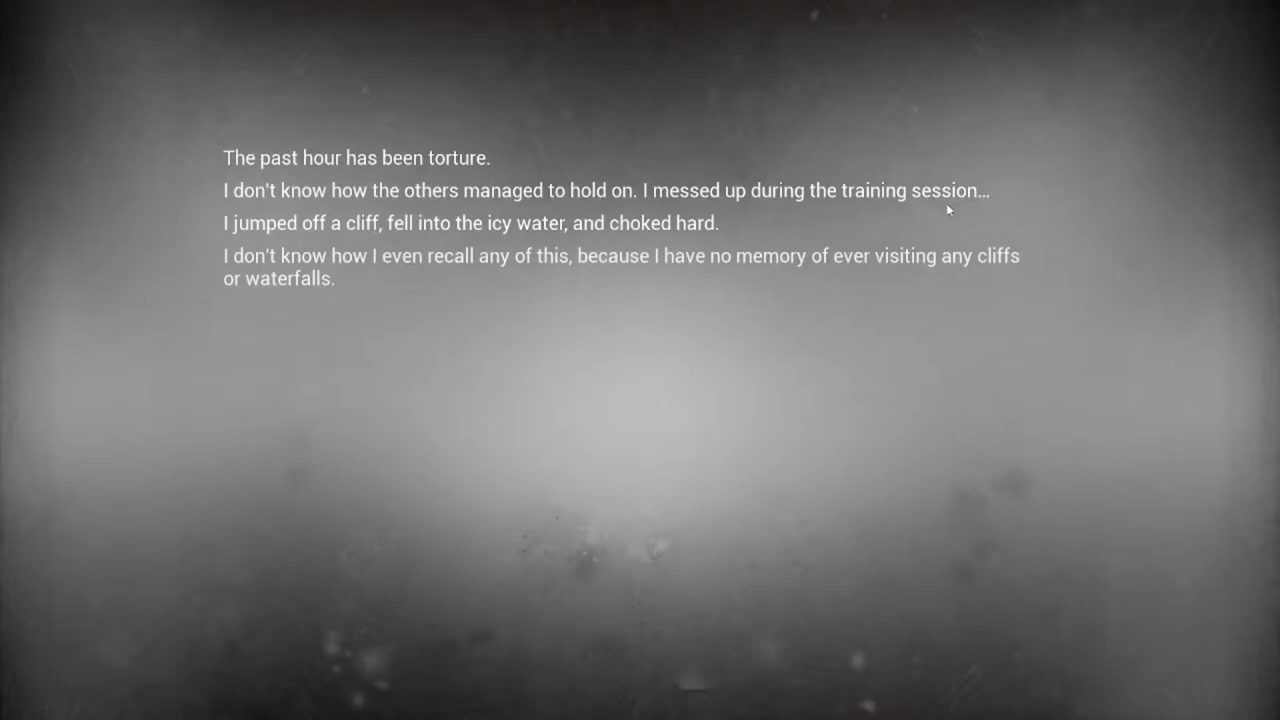 The past hour has been torture.
I don't know how the others managed to hold on. I messed up during the training session...
I jumped off a cliff, fell into the icy water, and choked hard.
I don't know how I even recall any of this, because I have no memory of ever visiting any cliffs
or waterfalls.